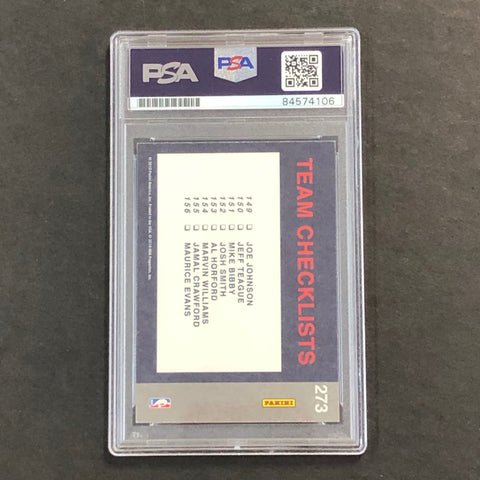 PSA
PSA
84574106
TEAM CHECKLISTS
149 JOE JOHNSON
150 JEFF TEAGUE
151 MIKE BIBBY
152 JOSH SMITH
153 AL HORFORD
154 MARVIN WILLIAMS
155 JAMAL CRAWFORD
156 MAURICE EVANS
273
PANINI